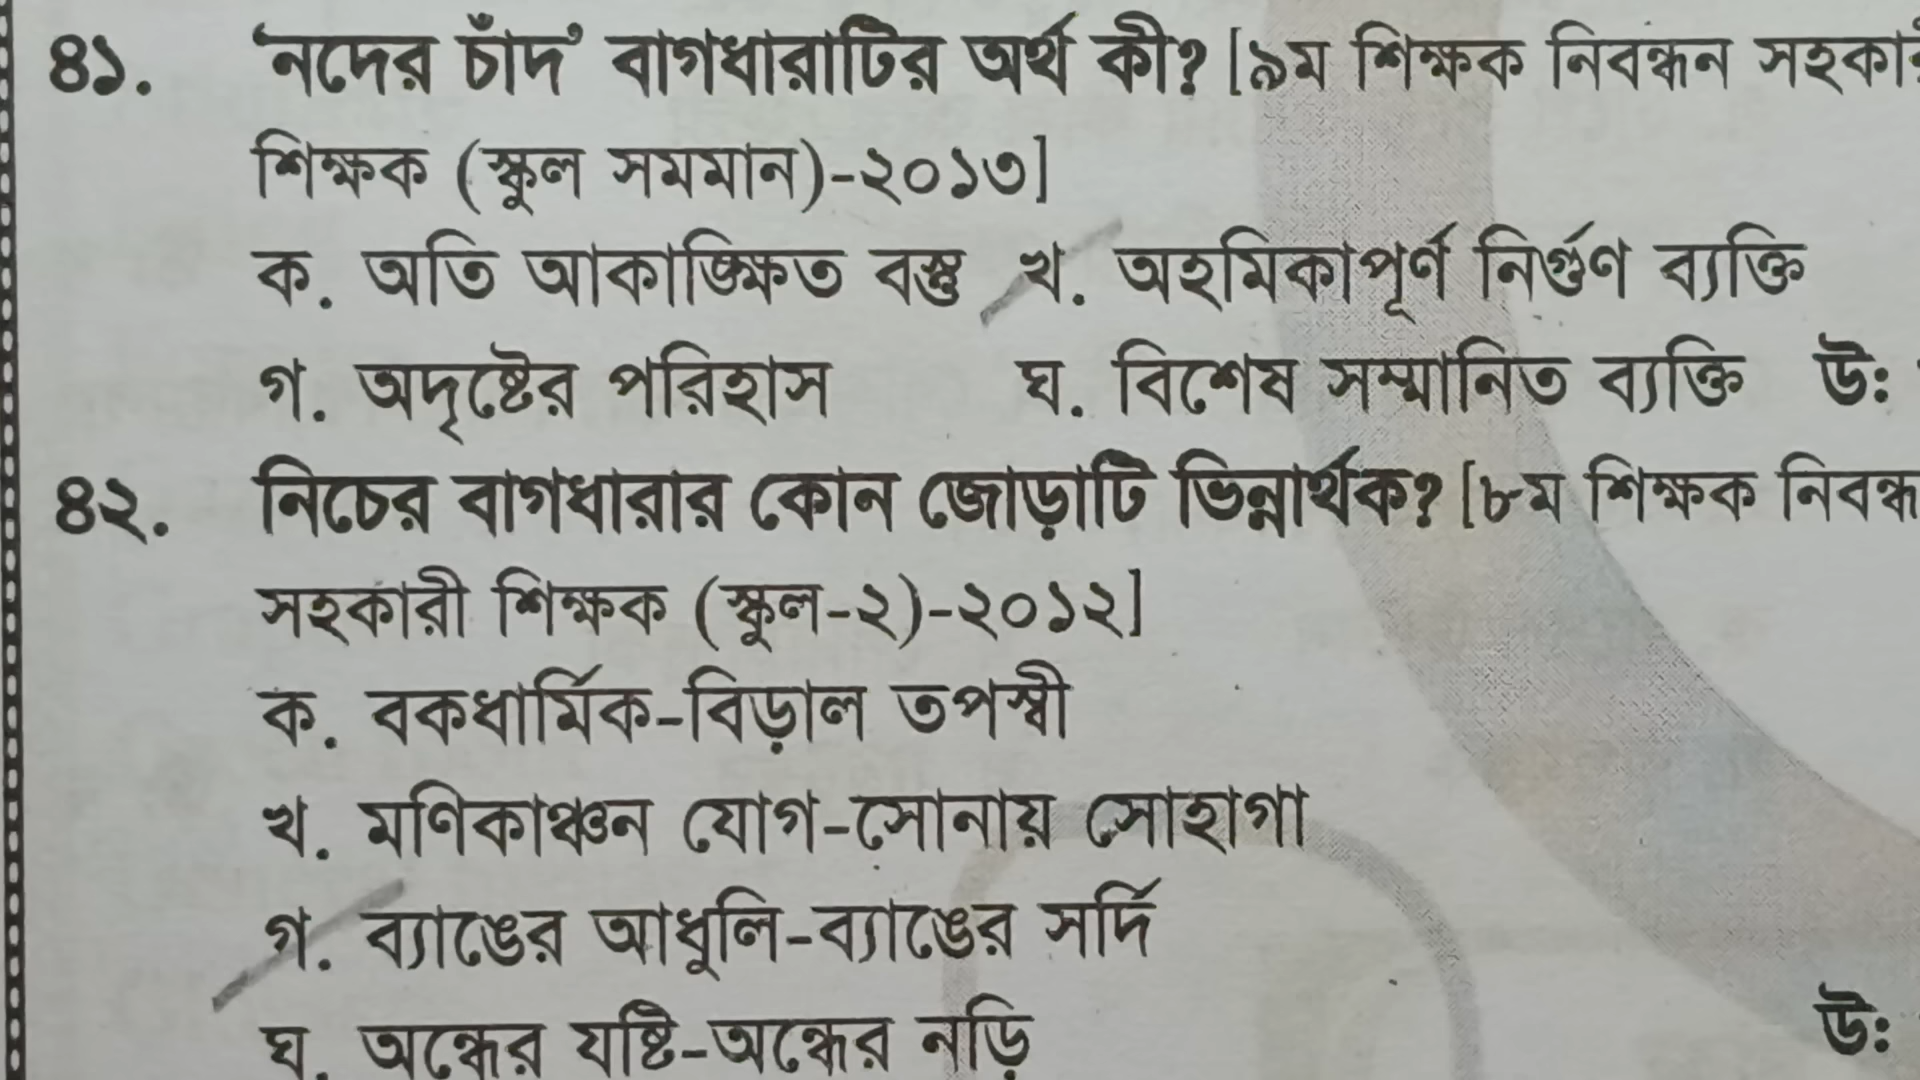 ৪১. ‘নদের চাঁদ’ বাগধারাটির অর্থ কী? [৯ম শিক্ষক নিবন্ধন
শিক্ষক (স্কুল সমমান)-২০১৩]
ক. অতি আকাঙ্ক্ষিত বস্তু খ. অহমিকাপূর্ণ নির্গুণ ব্যক্তি
গ. অদৃষ্টের পরিহাস ঘ. বিশেষ সম্মানিত ব্যক্তি উ:
৪২. নিচের বাগধারার কোন জোড়াটি ভিন্নার্থক? [৮ম শিক্ষক
সহকারী শিক্ষক (স্কুল-২)-২০১২]
ক. বকধার্মিক-বিড়াল তপস্বী
খ. মণিকাঞ্চন যোগ-সোনায় সোহাগা
গ. ব্যাঙের আধুলি-ব্যাঙের সর্দি
ঘ. অন্ধের যষ্টি-অন্ধের নড়ি উ: